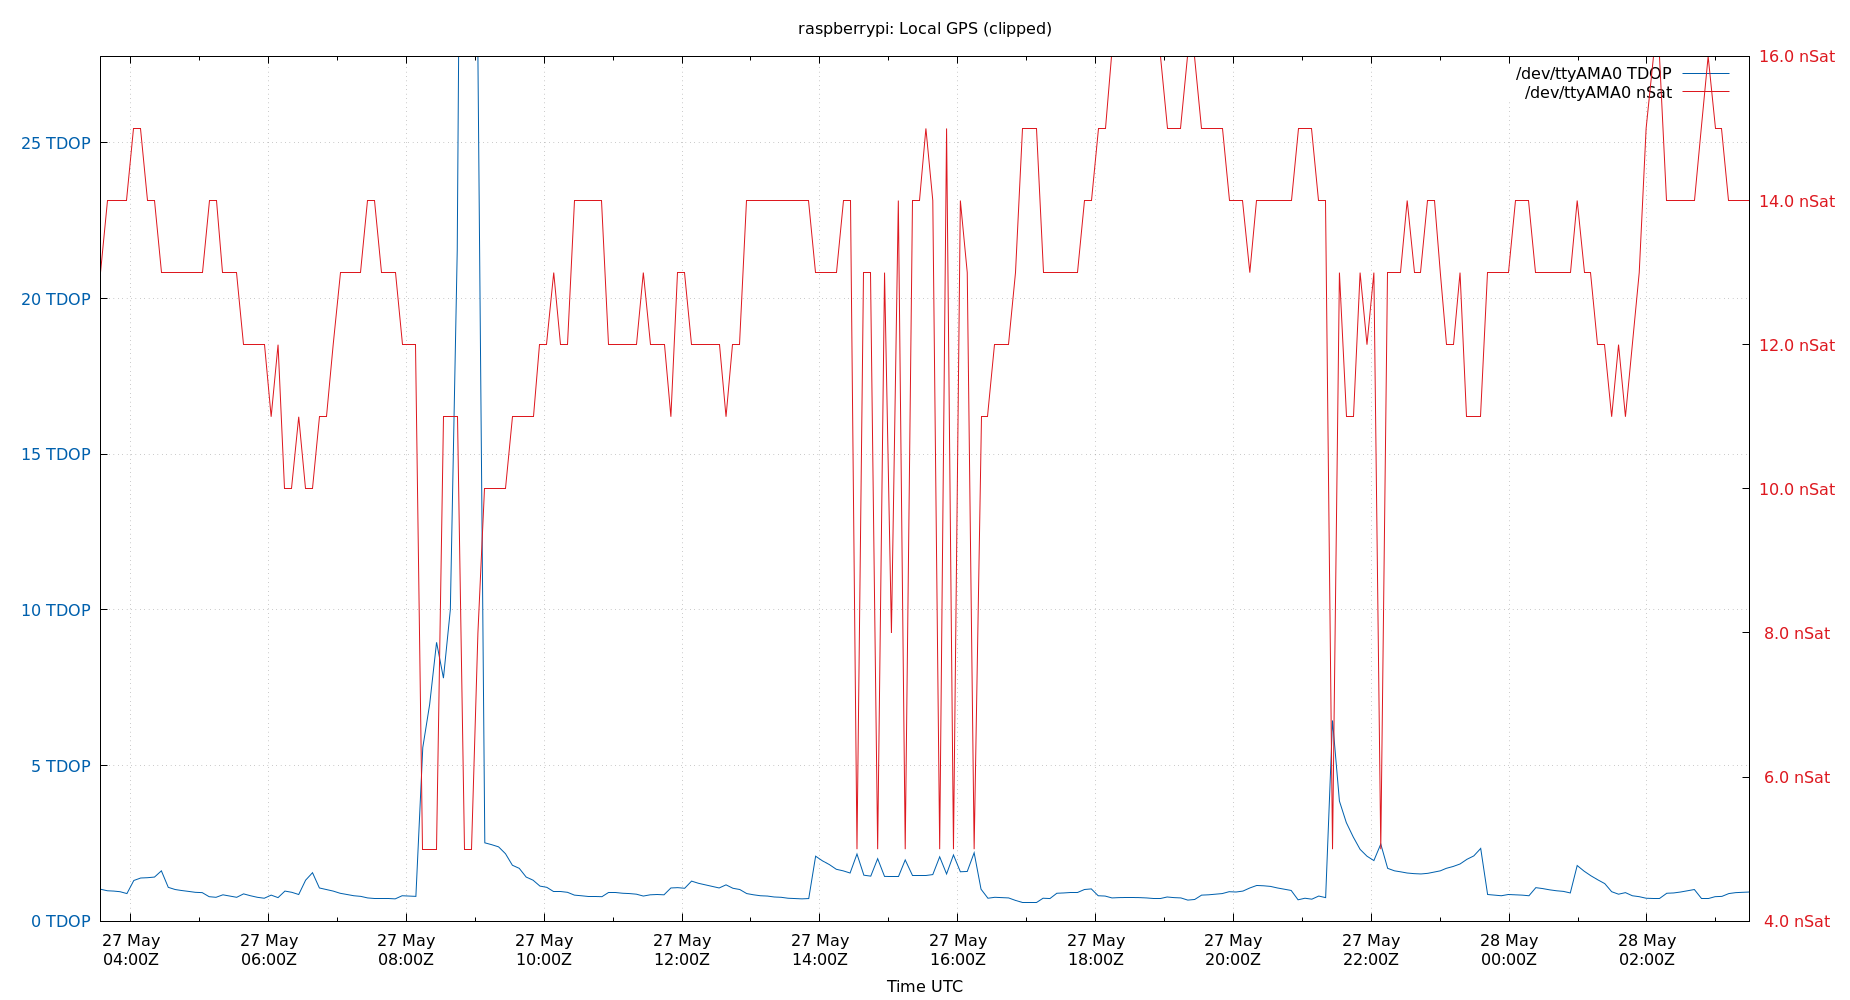 raspberrypi: Local GPS (clipped)
16.0 nSat
/dev/ttyAMA0 TDOP
/dev/ttyAMA0 nSat
25 TDOP
14.0 nSat
20 TDOP
12.0 nSat
15 TDOP
10.0 nSat
10 TDOP
8.0 nSat
5 TDOP
6.0 nSat
0 TDOP
4.0 nSat
27 May 27 May 27 May 27 May 27 May 27 May 27 May 27 May 27 May 27 May 28 May 28 May
04:00Z 06:00Z 08:00Z 10:00Z 12:00Z 14:00Z 16:00Z 18:00Z 20:00Z 22:00Z 00:00Z 02:00Z
Time UTC